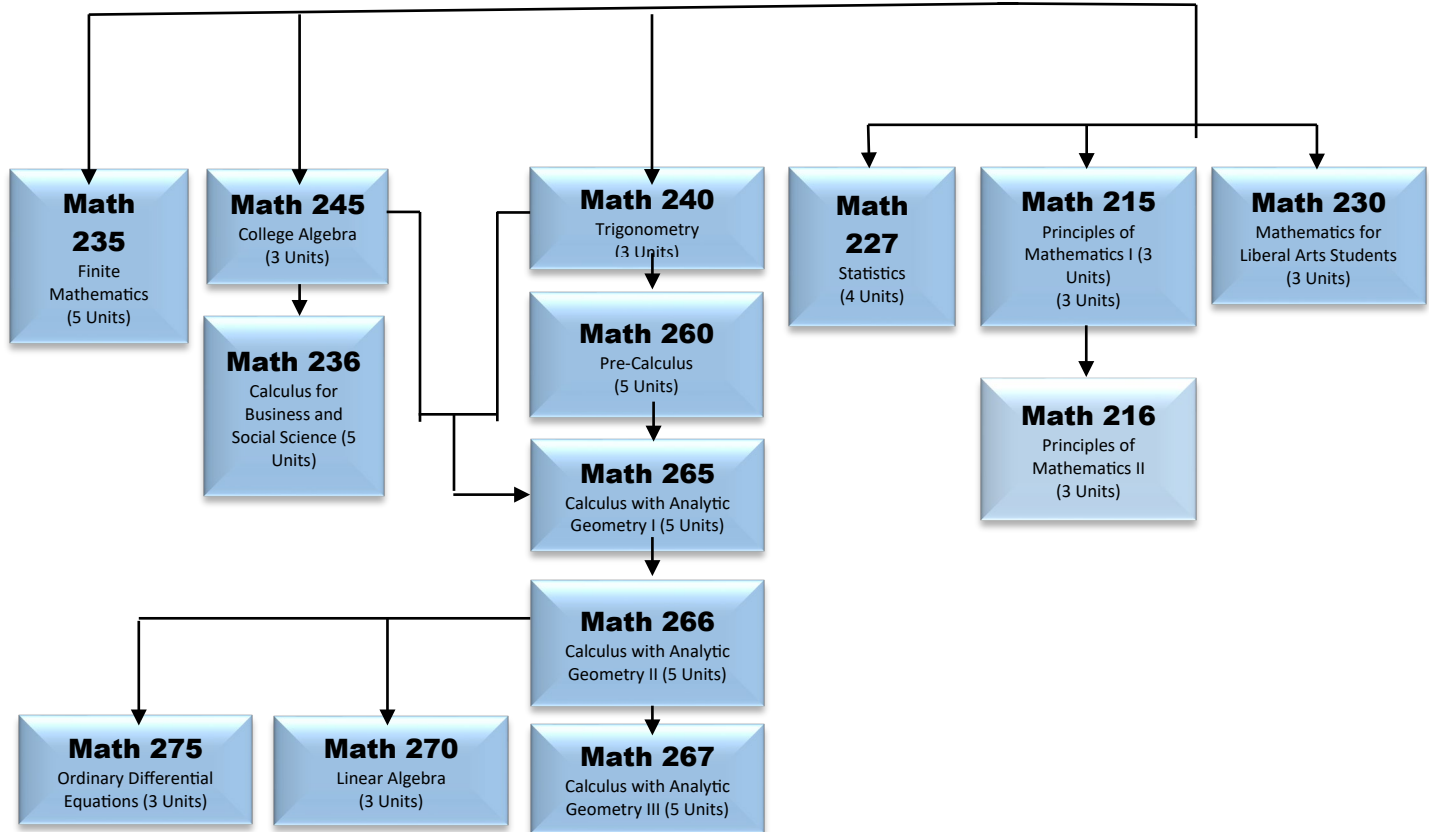 Math
235
Finite
Mathematics
(5 Units)
Math 245
College Algebra
(3 Units)
Math 240
Trigonometry
(3 Units)
Math
227
Statistics
(4 Units)
Math 215
Principles of
Mathematics I (3
Units)
(3 Units)
Math 230
Mathematics for
Liberal Arts Students
(3 Units)
Math 236
Calculus for
Business and
Social Science (5
Units)
Math 260
Pre-Calculus
(5 Units)
Math 216
Principles of
Mathematics II
(3 Units)
Math 265
Calculus with Analytic
Geometry I (5 Units)
Math 266
Calculus with Analytic
Geometry II (5 Units)
Math 275
Ordinary Differential
Equations (3 Units)
Math 270
Linear Algebra
(3 Units)
Math 267
Calculus with Analytic
Geometry III (5 Units)